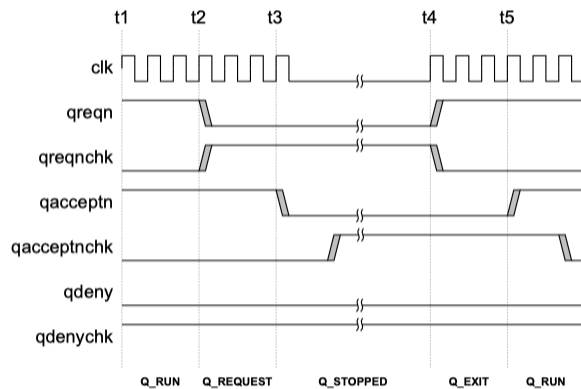 t1 t2 t3 t4 t5
clk
qreqn
qreqnchk
qacceptn
qacceptnchk
qdeny
qdenychk
Q_RUN Q_REQUEST Q_STOPPED Q_EXIT Q_RUN